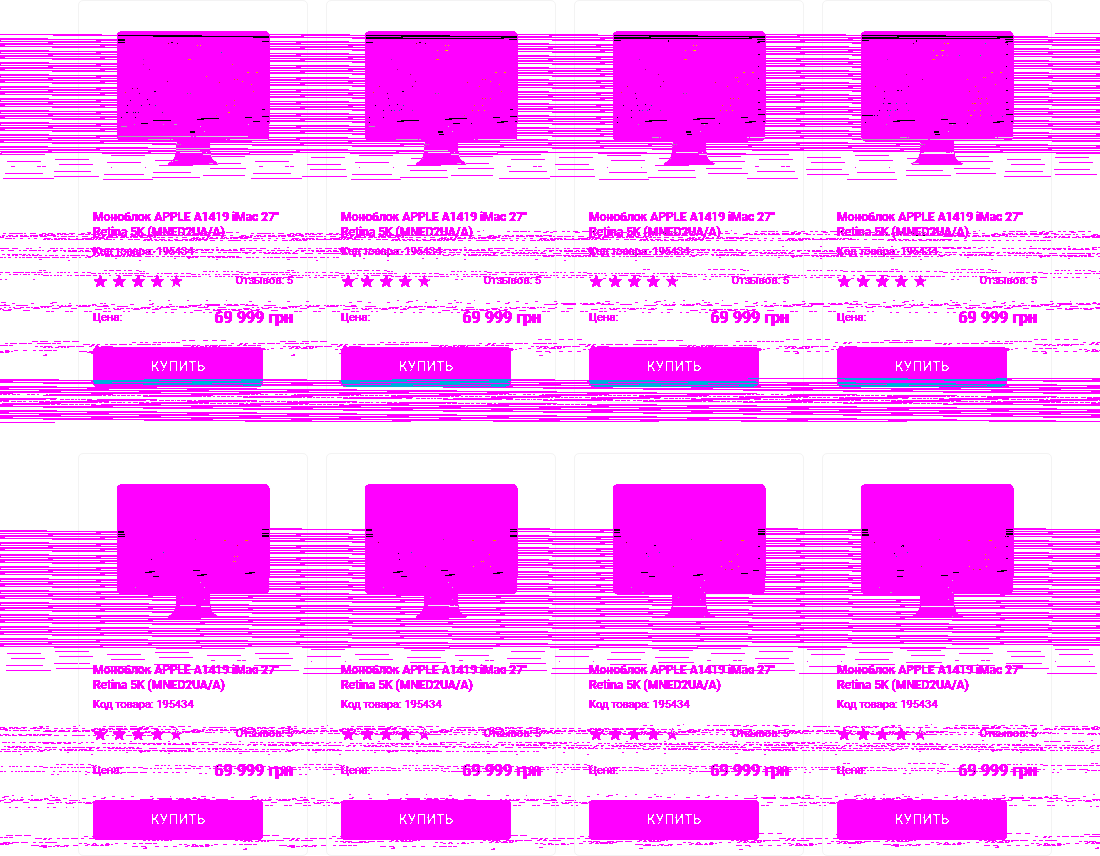 Моноблок APPLE A1419 iMac 27" Моноблок APPLE A1419 iMac 27" Моноблок APPLE A1419 iMac 27" Моноблок APPLE A1419 iMac 27"
Retina 5K (MNED2UA/A) Retina 5K (MNED2UA/A) Retina 5K (MNED2UA/A) Retina 5K (MNED2UA/A)
Код товара: 195434 Код товара: 195434 Код товара: 195434 Код товара: 195434
Отзывов: 5 Отзывов: 5 Отзывов: 5 Отзывов: 5
Цена: 69 999 грн Цена: 69 999 грн Цена: 69 999 грн Цена: 69 999 грн
КУПИТЬ КУПИТЬ КУПИТЬ КУПИТЬ
Моноблок APPLE A1419 iMac 27" Моноблок APPLE A1419 iMac 27" Моноблок APPLE A1419 iMac 27" Моноблок APPLE A1419 iMac 27"
Retina 5K (MNED2UA/A) Retina 5K (MNED2UA/A) Retina 5K (MNED2UA/A) Retina 5K (MNED2UA/A)
Код товара: 195434 Код товара: 195434 Код товара: 195434 Код товара: 195434
Отзывов: 5 Отзывов: 5 Отзывов: 5 Отзывов: 5
Цена: 69 999 грн Цена: 69 999 грн Цена: 69 999 грн Цена: 69 999 грн
КУПИТЬ КУПИТЬ КУПИТЬ КУПИТЬ